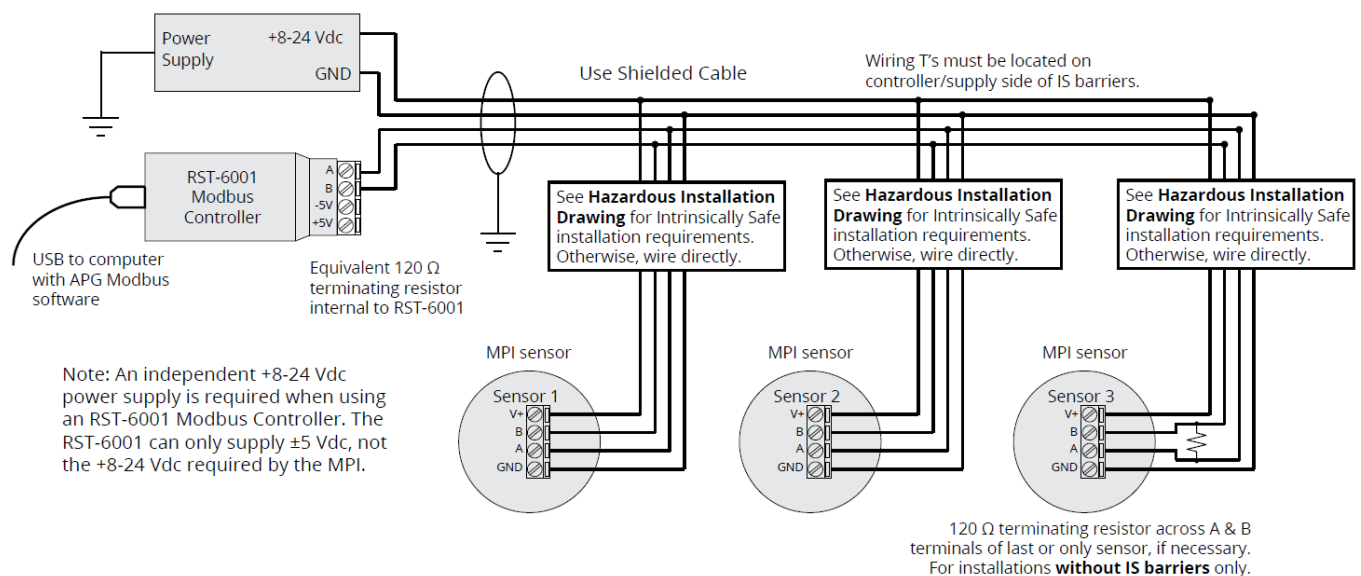 Power
Supply
+8-24 Vdc
GND
Use Shielded Cable
Wiring T's must be located on
controller/supply side of IS barriers.
RST-6001
Modbus
Controller
A
B
-5V
+5V
USB to computer
with APG Modbus
software
Equivalent 120 Ω
terminating resistor
internal to RST-6001
See Hazardous Installation
Drawing for Intrinsically Safe
installation requirements.
Otherwise, wire directly.
See Hazardous Installation
Drawing for Intrinsically Safe
installation requirements.
Otherwise, wire directly.
See Hazardous Installation
Drawing for Intrinsically Safe
installation requirements.
Otherwise, wire directly.
Note: An independent +8-24 Vdc
power supply is required when using
an RST-6001 Modbus Controller. The
RST-6001 can only supply ±5 Vdc, not
the +8-24 Vdc required by the MPI.
MPI sensor
Sensor 1
V+
B
A
GND
MPI sensor
Sensor 2
V+
B
A
GND
MPI sensor
Sensor 3
V+
B
A
GND
120 Ω terminating resistor across A & B
terminals of last or only sensor, if necessary.
For installations without IS barriers only.